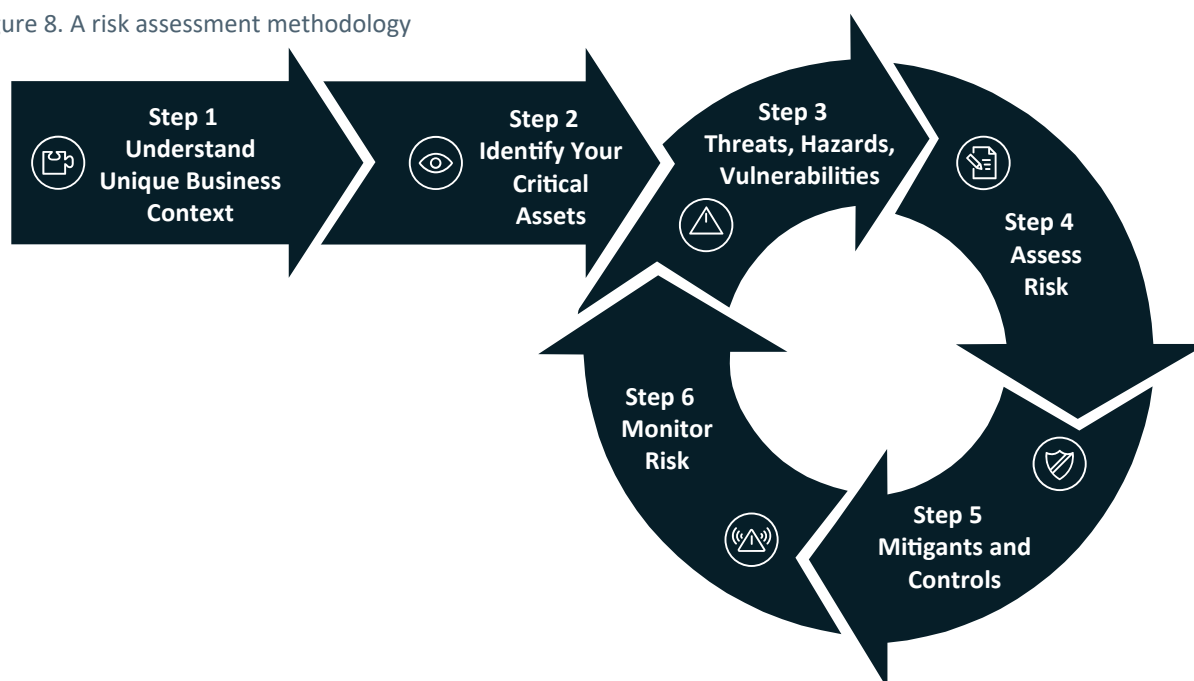 gure 8. A risk assessment methodology
Step 1
Understand
Unique Business
Context
Step 2
Identify Your
Critical
Assets
Step 3
Threats, Hazards,
Vulnerabilities
Step 4
Assess
Risk
Step 5
Mitigants and
Controls
Step 6
Monitor
Risk